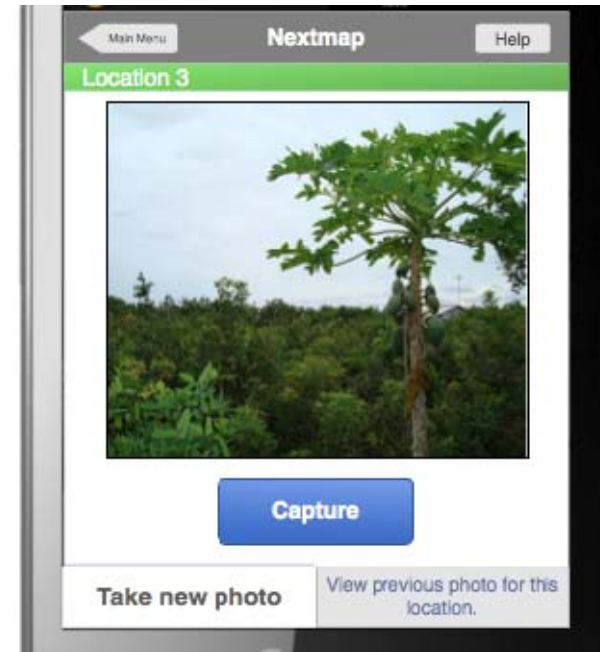 Main Menu
Nextmap
Help
Location 3
Capture
Take new photo
View previous photo for this
location.